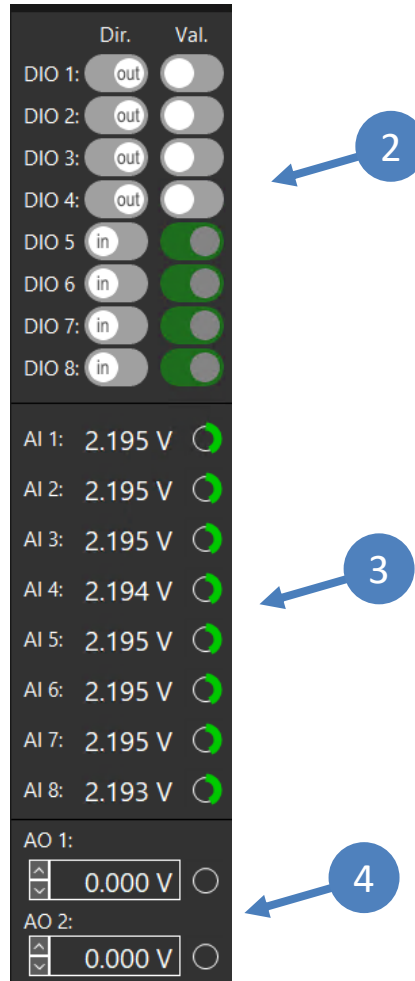 Dir. Val.
DIO 1: out
DIO 2: out
2
DIO 3: out
DIO 4: out
DIO 5 in
DIO 6 in
DIO 7: in
DIO 8: in
AI 1: 2.195 V
AI 2: 2.195 V
AI 3: 2.195 V
AI 4: 2.194 V
3
AI 5: 2.195 V
AI 6: 2.195 V
AI 7: 2.195 V
AI 8: 2.193 V
AO 1:
0.000 V
4
AO 2:
0.000 V